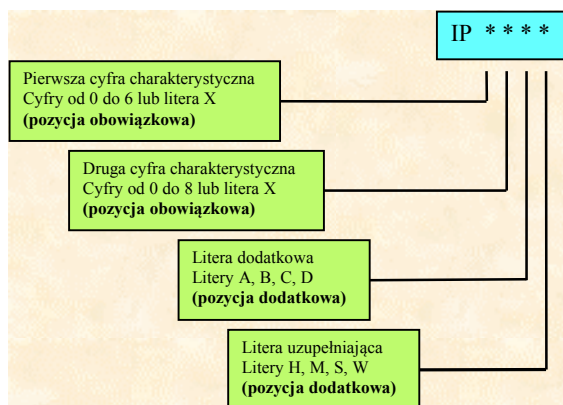 IP * * * *
Pierwsza cyfra charakterystyczna
Cyfry od 0 do 6 lub litera X
(pozycja obowiązkowa)
Druga cyfra charakterystyczna
Cyfry od 0 do 8 lub litera X
(pozycja obowiązkowa)
Litera dodatkowa
Litery A, B, C, D
(pozycja dodatkowa)
Litera uzupełniająca
Litery H, M, S, W
(pozycja dodatkowa)